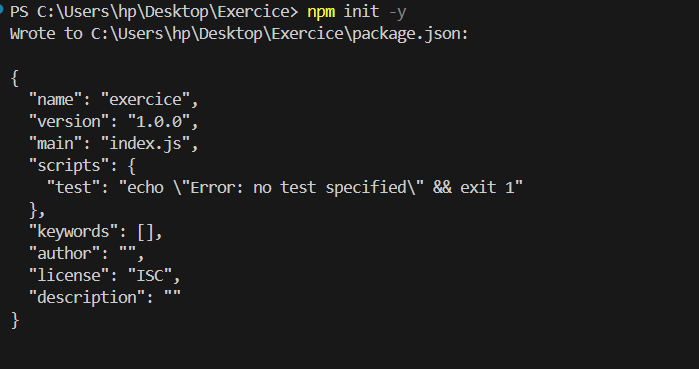 PS C:\Users\hp\Desktop\Exercice> npm init -y
Wrote to C:\Users\hp\Desktop\Exercice\package.json:
{
  "name": "exercice",
  "version": "1.0.0",
  "main": "index.js",
  "scripts": {
    "test": "echo \"Error: no test specified\" && exit 1"
  },
  "keywords": [],
  "author": "",
  "license": "ISC",
  "description": ""
}